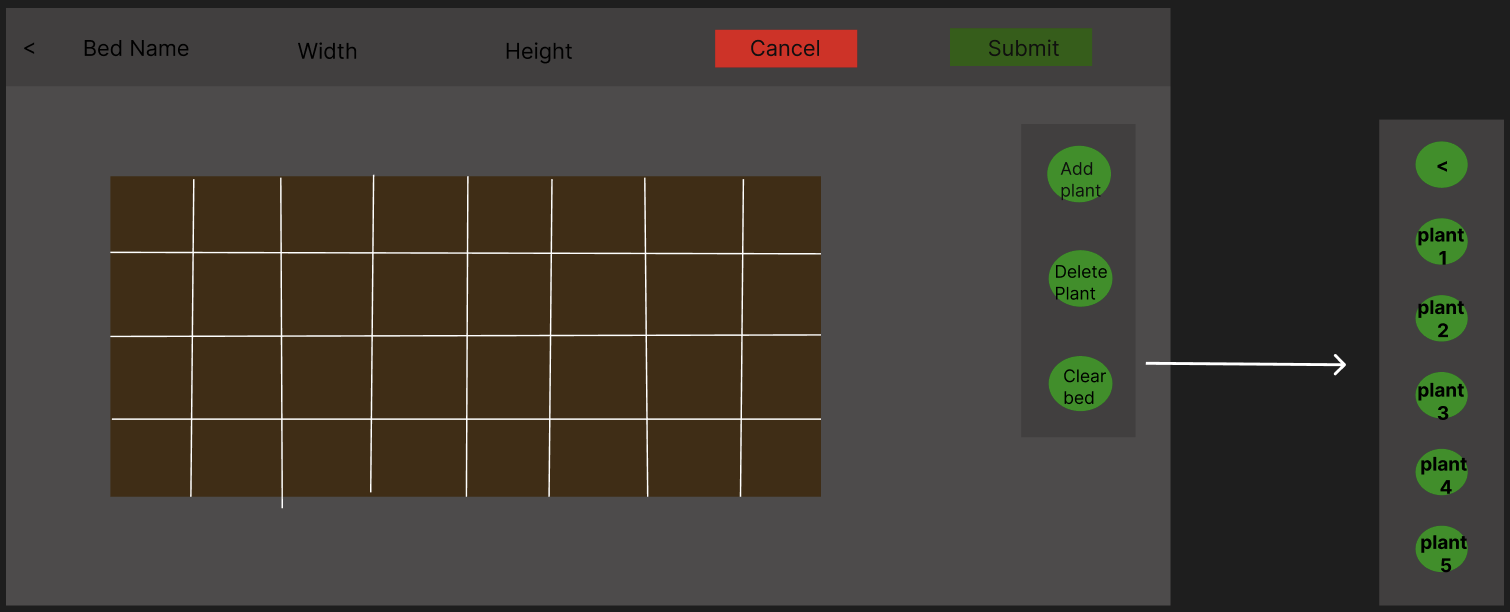 <
Bed Name
Width
Height
Cancel
Submit
Add
plant
Delete
Plant
Clear
bed
<
plant
1
plant
2
plant
3
plant
4
plant
5